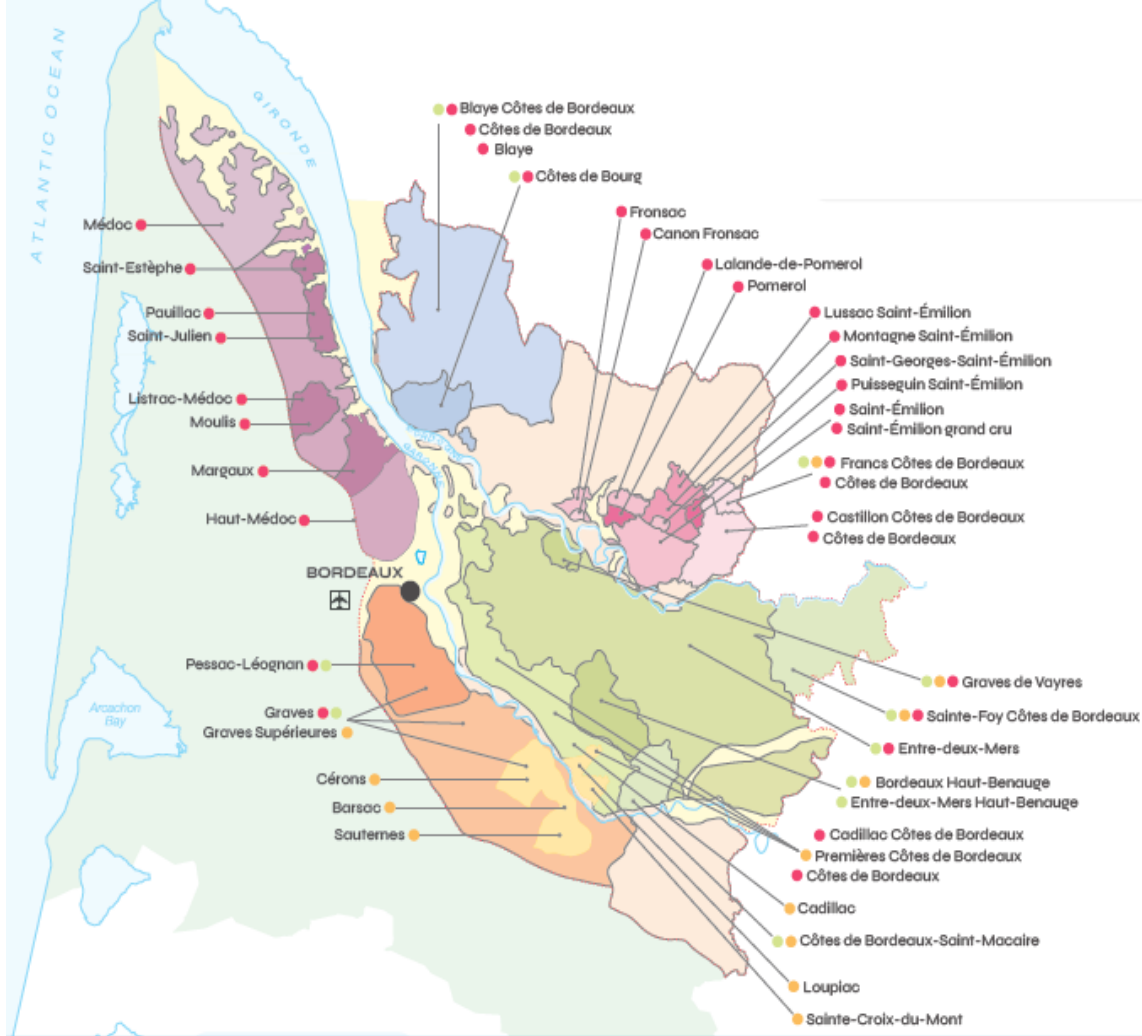 ATLANTIC OCEAN
GIRONDE
Blaye Côtes de Bordeaux
Côtes de Bordeaux
Blaye
Côtes de Bourg
Fronsac
Canon Fronsac
Lalande-de-Pomerol
Pomerol
Lussac Saint-Émilion
Montagne Saint-Émilion
Saint-Georges-Saint-Émilion
Puisseguin Saint-Émilion
Saint-Émilion
Saint-Émilion grand cru
Francs Côtes de Bordeaux
Côtes de Bordeaux
Castillon Côtes de Bordeaux
Côtes de Bordeaux
Médoc
Saint-Estèphe
Pauillac
Saint-Julien
Listrac-Médoc
Moulis
Margaux
Haut-Médoc
DORDOGNE
GARONNE
BORDEAUX
Pessac-Léognan
Graves
Graves Supérieures
Cérons
Barsac
Sauternes
Arcachon
Bay
Graves de Vayres
Sainte-Foy Côtes de Bordeaux
Entre-deux-Mers
Bordeaux Haut-Benauge
Entre-deux-Mers Haut-Benauge
Cadillac Côtes de Bordeaux
Premières Côtes de Bordeaux
Côtes de Bordeaux
Cadillac
Côtes de Bordeaux-Saint-Macaire
Loupiac
Sainte-Croix-du-Mont